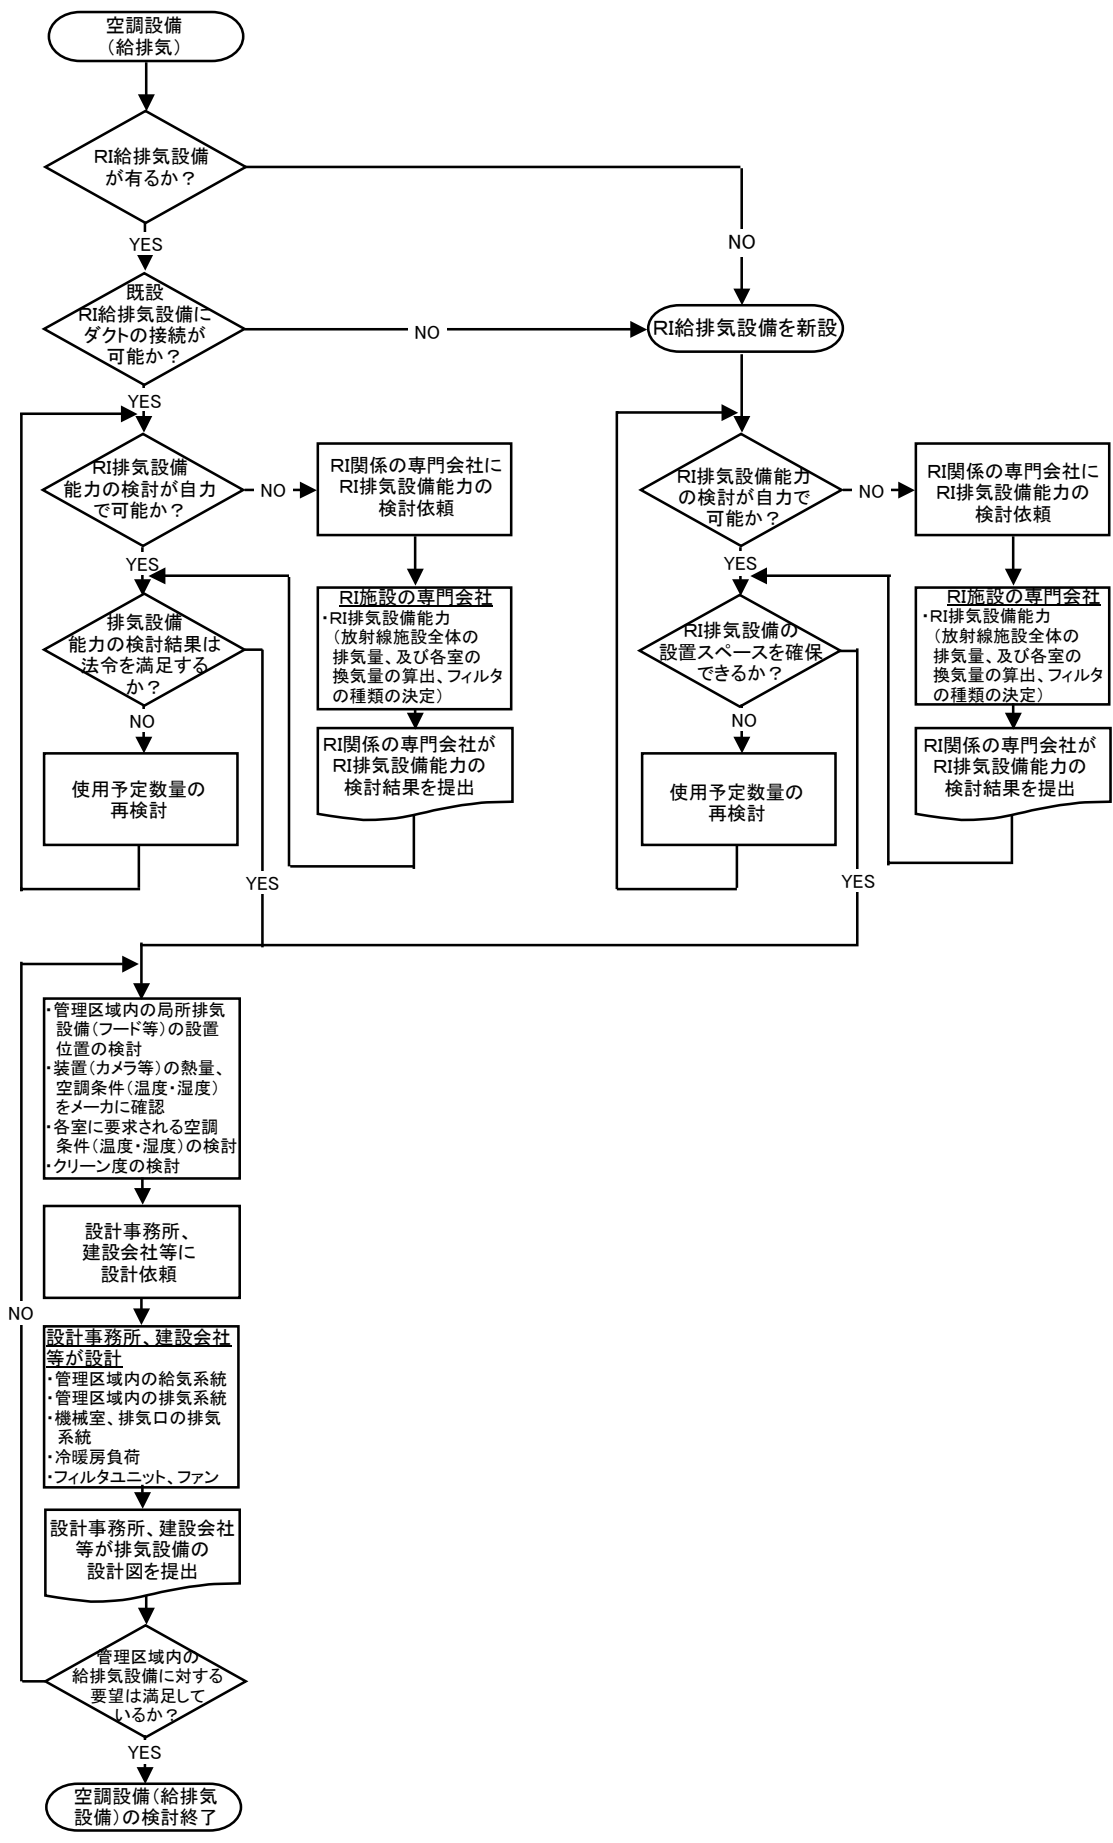 空調設備
（給排気）
RI給排気設備
が有るか？
YES
NO
既設
RI給排気設備に
ダクトの接続が
可能か？
NO
RI給排気設備を新設
YES
RI排気設備
能力の検討が自力
で可能か？
NO
RI関係の専門会社に
RI排気設備能力の
検討依頼
YES
RI施設の専門会社
・RI排気設備能力
（放射線施設全体の
排気量、及び各室の
換気量の算出、フィルタ
の種類の決定）
排気設備
能力の検討結果は
法令を満足する
か？
NO
RI関係の専門会社が
RI排気設備能力の
検討結果を提出
使用予定数量の
再検討
YES
RI排気設備能力
の検討が自力で
可能か？
NO
RI関係の専門会社に
RI排気設備能力の
検討依頼
YES
RI施設の専門会社
・RI排気設備能力
（放射線施設全体の
排気量、及び各室の
換気量の算出、フィルタ
の種類の決定）
RI排気設備の
設置スペースを確保
できるか？
NO
RI関係の専門会社が
RI排気設備能力の
検討結果を提出
使用予定数量の
再検討
YES
・管理区域内の局所排気
設備（フード等）の設置
位置の検討
・装置（カメラ等）の熱量、
空調条件（温度・湿度）
をメーカに確認
・各室に要求される空調
条件（温度・湿度）の検討
・クリーン度の検討
設計事務所、
建設会社等に
設計依頼
NO
設計事務所、建設会社
等が設計
・管理区域内の給気系統
・管理区域内の排気系統
・機械室、排気口の排気
系統
・冷暖房負荷
・フィルタユニット、ファン
設計事務所、建設会社
等が排気設備の
設計図を提出
管理区域内の
給排気設備に対する
要望は満足して
いるか？
YES
空調設備（給排気
設備）の検討終了